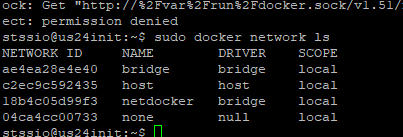 ock: Get "http://%2Fvar%2Frun%2Fdocker.sock/v1.51/
ect: permission denied
stssio@us24init:~$ sudo docker network ls
NETWORK ID     NAME        DRIVER    SCOPE
ae4ea28e4e40   bridge      bridge    local
c2ec9c592435   host        host      local
18b4c05d99f3   netdocker   bridge    local
04ca4cc00733   none        null      local
stssio@us24init:~$